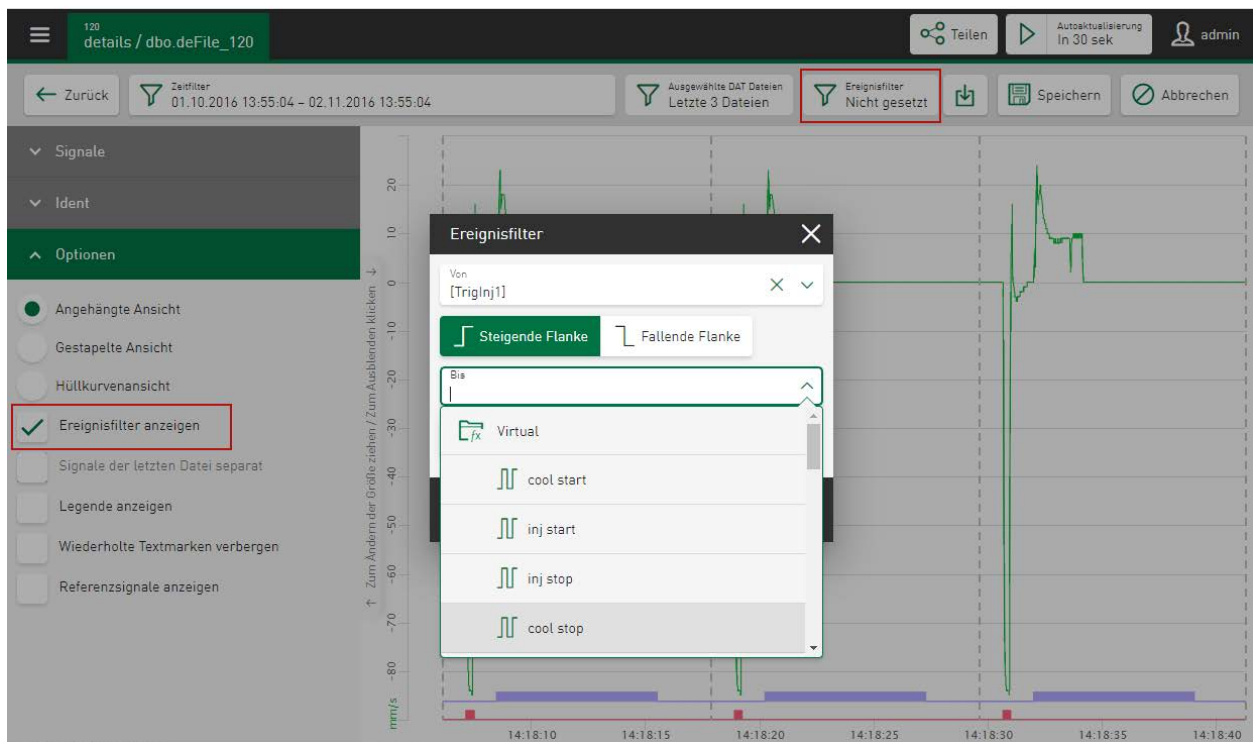 120
details / dbo.deFile_120
Teilen
Autoaktualisierung
In 30 sek
admin
Zurück
Zeitfilter
01.10.2016 13:55:04 – 02.11.2016 13:55:04
Ausgewählte DAT Dateien
Letzte 3 Dateien
Ereignisfilter
Nicht gesetzt
Speichern
Abbrechen
Signale
Ident
Optionen
Angehängte Ansicht
Gestapelte Ansicht
Hüllkurvenansicht
Ereignisfilter anzeigen
Signale der letzten Datei separat
Legende anzeigen
Wiederholte Textmarken verbergen
Referenzsignale anzeigen
↑ Zum Ändern der Größe ziehen / Zum Ausblenden klicken ↓
20
10
0
-10
-20
-30
-40
-50
-60
-70
-80
mm/s
Ereignisfilter
Von
[TrigInj1]
Steigende Flanke
Fallende Flanke
Bis
fx Virtual
cool start
inj start
inj stop
cool stop
14:18:10
14:18:15
14:18:20
14:18:25
14:18:30
14:18:35
14:18:40